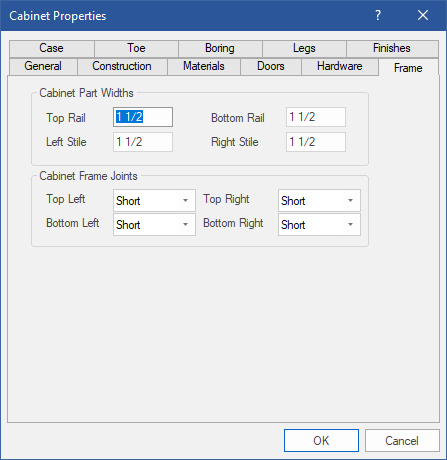 Cabinet Properties ?
Case Toe Boring Legs Finishes
General Construction Materials Doors Hardware Frame
Cabinet Part Widths
Top Rail 1 1/2 Bottom Rail 1 1/2
Left Stile 1 1/2 Right Stile 1 1/2
Cabinet Frame Joints
Top Left Short Top Right Short
Bottom Left Short Bottom Right Short
OK Cancel